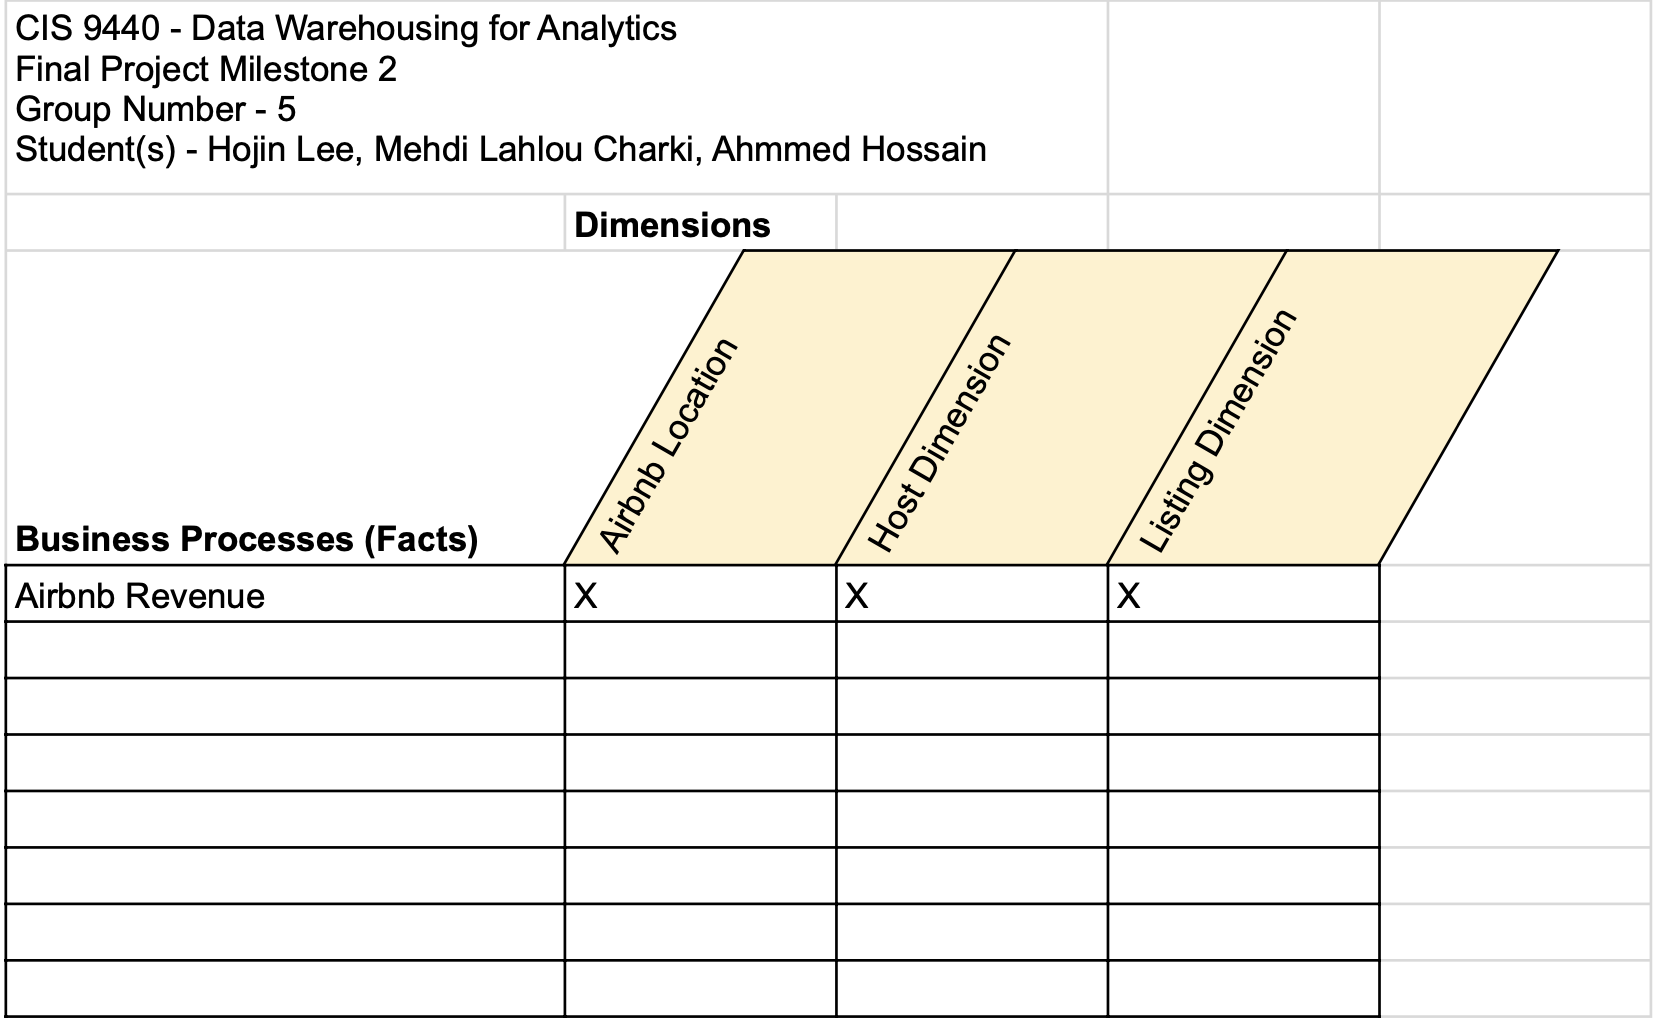 CIS 9440 - Data Warehousing for Analytics
Final Project Milestone 2
Group Number - 5
Student(s) - Hojin Lee, Mehdi Lahlou Charki, Ahmmed Hossain
Dimensions
Airbnb Location
Host Dimension
Listing Dimension
Business Processes (Facts)
Airbnb Revenue X X X